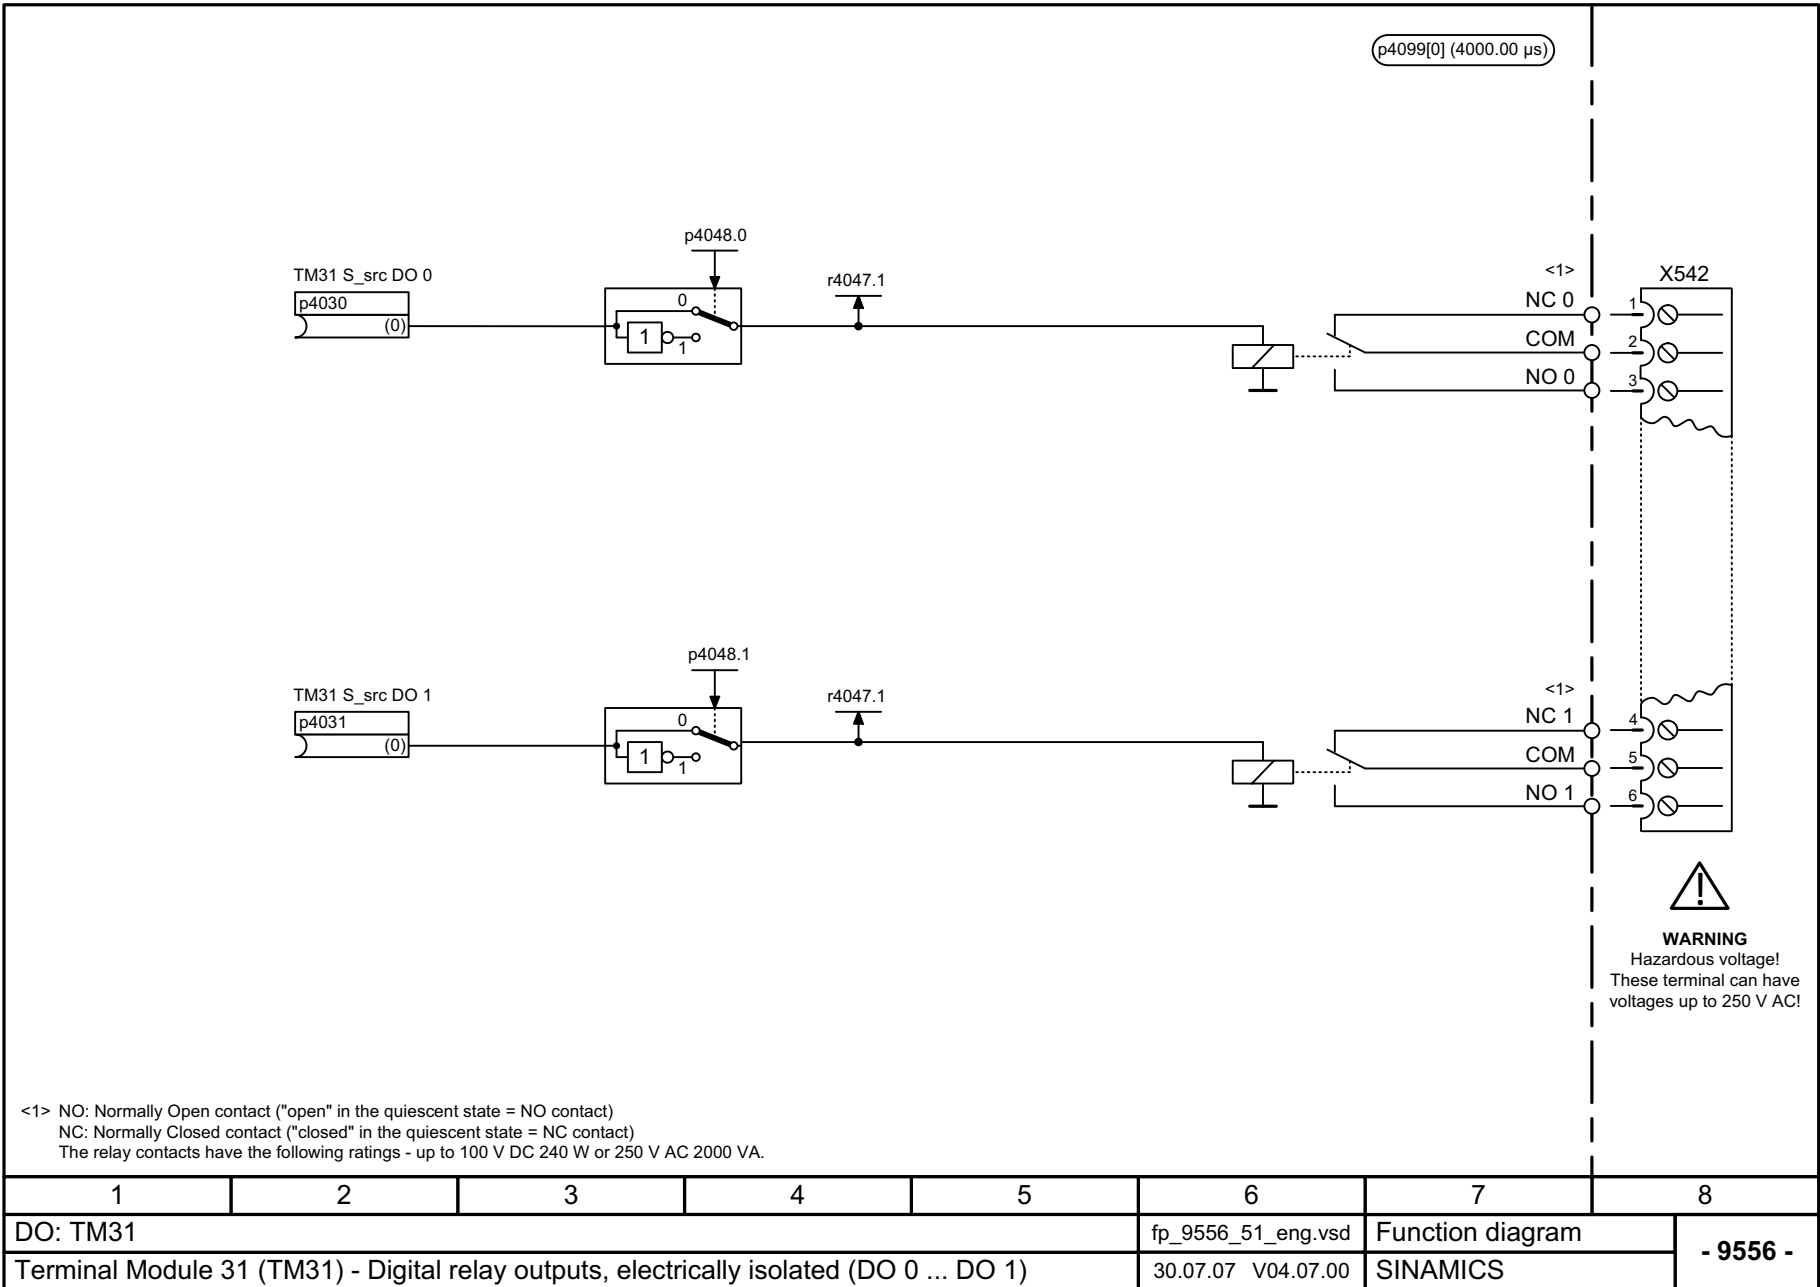 p4099[0] (4000.00 µs)
p4048.0
TM31 S_src DO 0
r4047.1
<1>
X542
p4030
(0)
0
1
1
NC 0
COM
NO 0
1
2
3
p4048.1
TM31 S_src DO 1
r4047.1
<1>
p4031
(0)
0
1
1
NC 1
COM
NO 1
4
5
6
WARNING
Hazardous voltage!
These terminal can have
voltages up to 250 V AC!
<1> NO: Normally Open contact ("open" in the quiescent state = NO contact)
NC: Normally Closed contact ("closed" in the quiescent state = NC contact)
The relay contacts have the following ratings - up to 100 V DC 240 W or 250 V AC 2000 VA.
1 2 3 4 5 6 7 8
DO: TM31
fp_9556_51_eng.vsd
Function diagram
- 9556 -
Terminal Module 31 (TM31) - Digital relay outputs, electrically isolated (DO 0 ... DO 1)
30.07.07 V04.07.00
SINAMICS